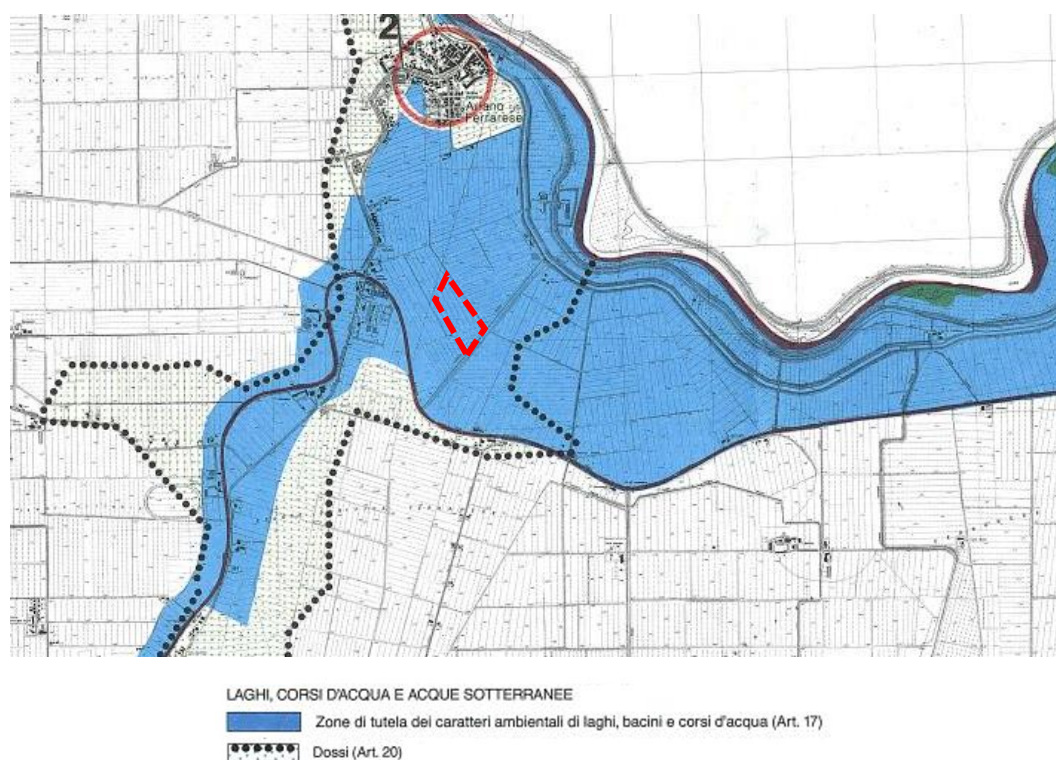 2
Ariano
Ferrarese
LAGHI, CORSI D'ACQUA E ACQUE SOTTERRANEE
Zone di tutela dei caratteri ambientali di laghi, bacini e corsi d'acqua (Art. 17)
Dossi (Art. 20)